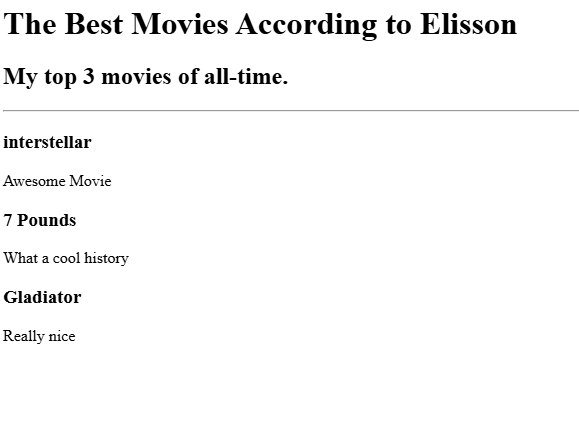 The Best Movies According to Elisson
My top 3 movies of all-time.
interstellar
Awesome Movie
7 Pounds
What a cool history
Gladiator
Really nice